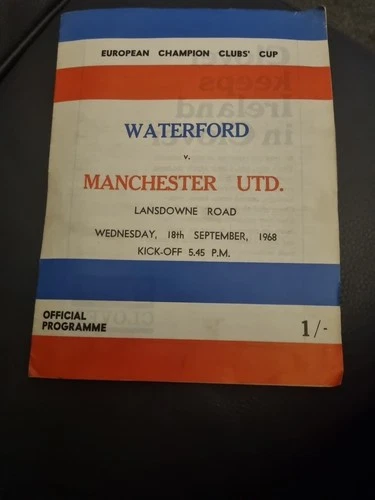 EUROPEAN CHAMPION CLUBS' CUP
WATERFORD
v.
MANCHESTER UTD.
LANSDOWNE ROAD
WEDNESDAY, 18th SEPTEMBER, 1968
KICK-OFF 5.45 P.M.
OFFICIAL
PROGRAMME
1/-